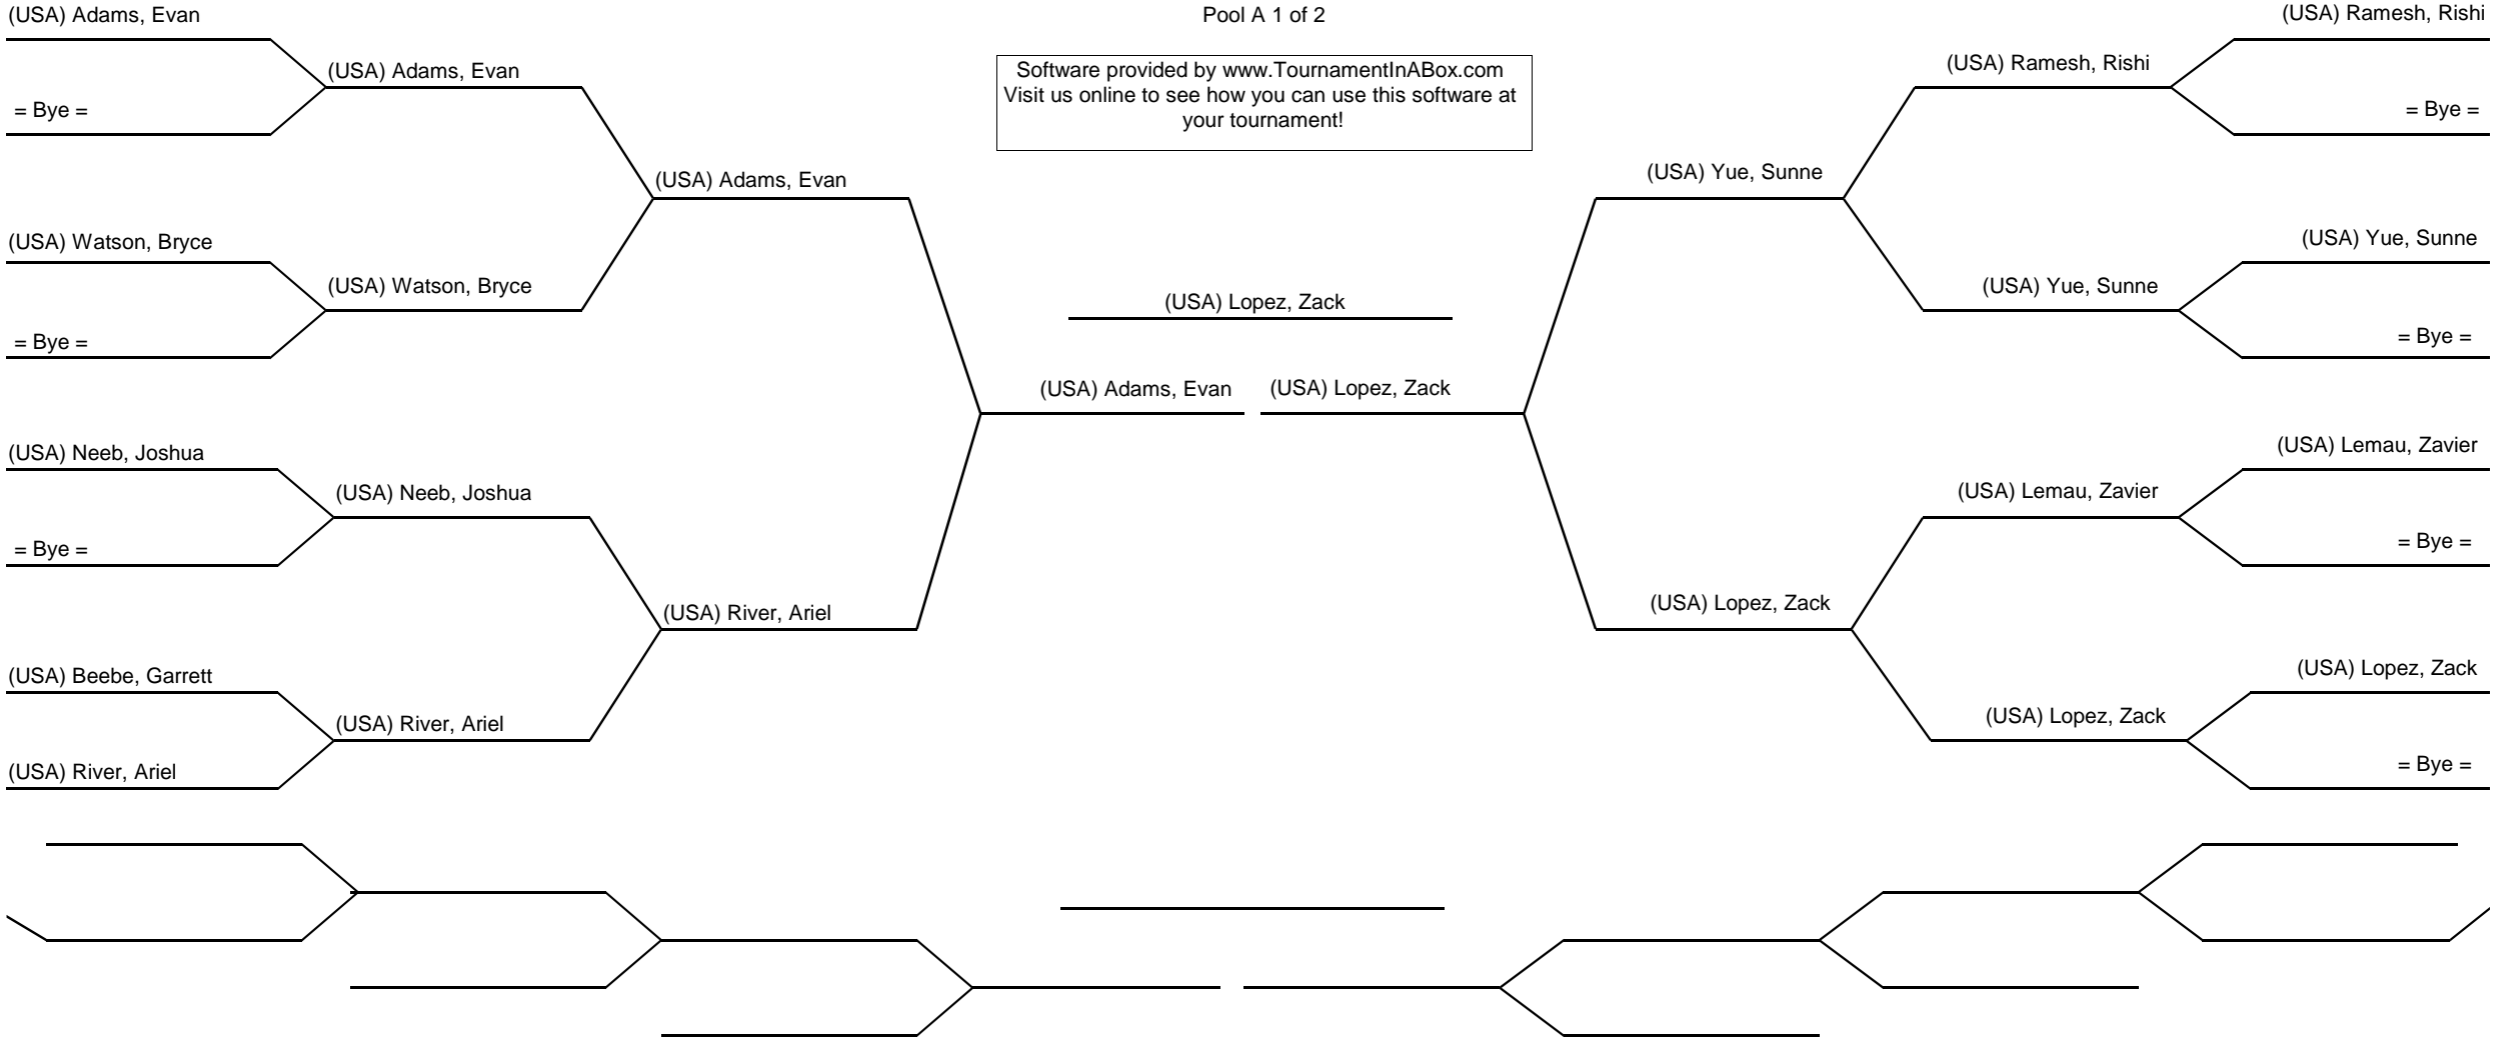 (USA) Adams, Evan
= Bye =
(USA) Watson, Bryce
= Bye =
(USA) Neeb, Joshua
= Bye =
(USA) Beebe, Garrett
(USA) River, Ariel
(USA) Adams, Evan
(USA) Watson, Bryce
(USA) Neeb, Joshua
(USA) River, Ariel
(USA) Adams, Evan
(USA) River, Ariel
Pool A 1 of 2
Software provided by www.TournamentInABox.com
Visit us online to see how you can use this software at
your tournament!
(USA) Lopez, Zack
(USA) Adams, Evan
(USA) Lopez, Zack
(USA) Yue, Sunne
(USA) Lopez, Zack
(USA) Ramesh, Rishi
(USA) Yue, Sunne
(USA) Lemau, Zavier
(USA) Lopez, Zack
(USA) Ramesh, Rishi
= Bye =
(USA) Yue, Sunne
= Bye =
(USA) Lemau, Zavier
= Bye =
(USA) Lopez, Zack
= Bye =